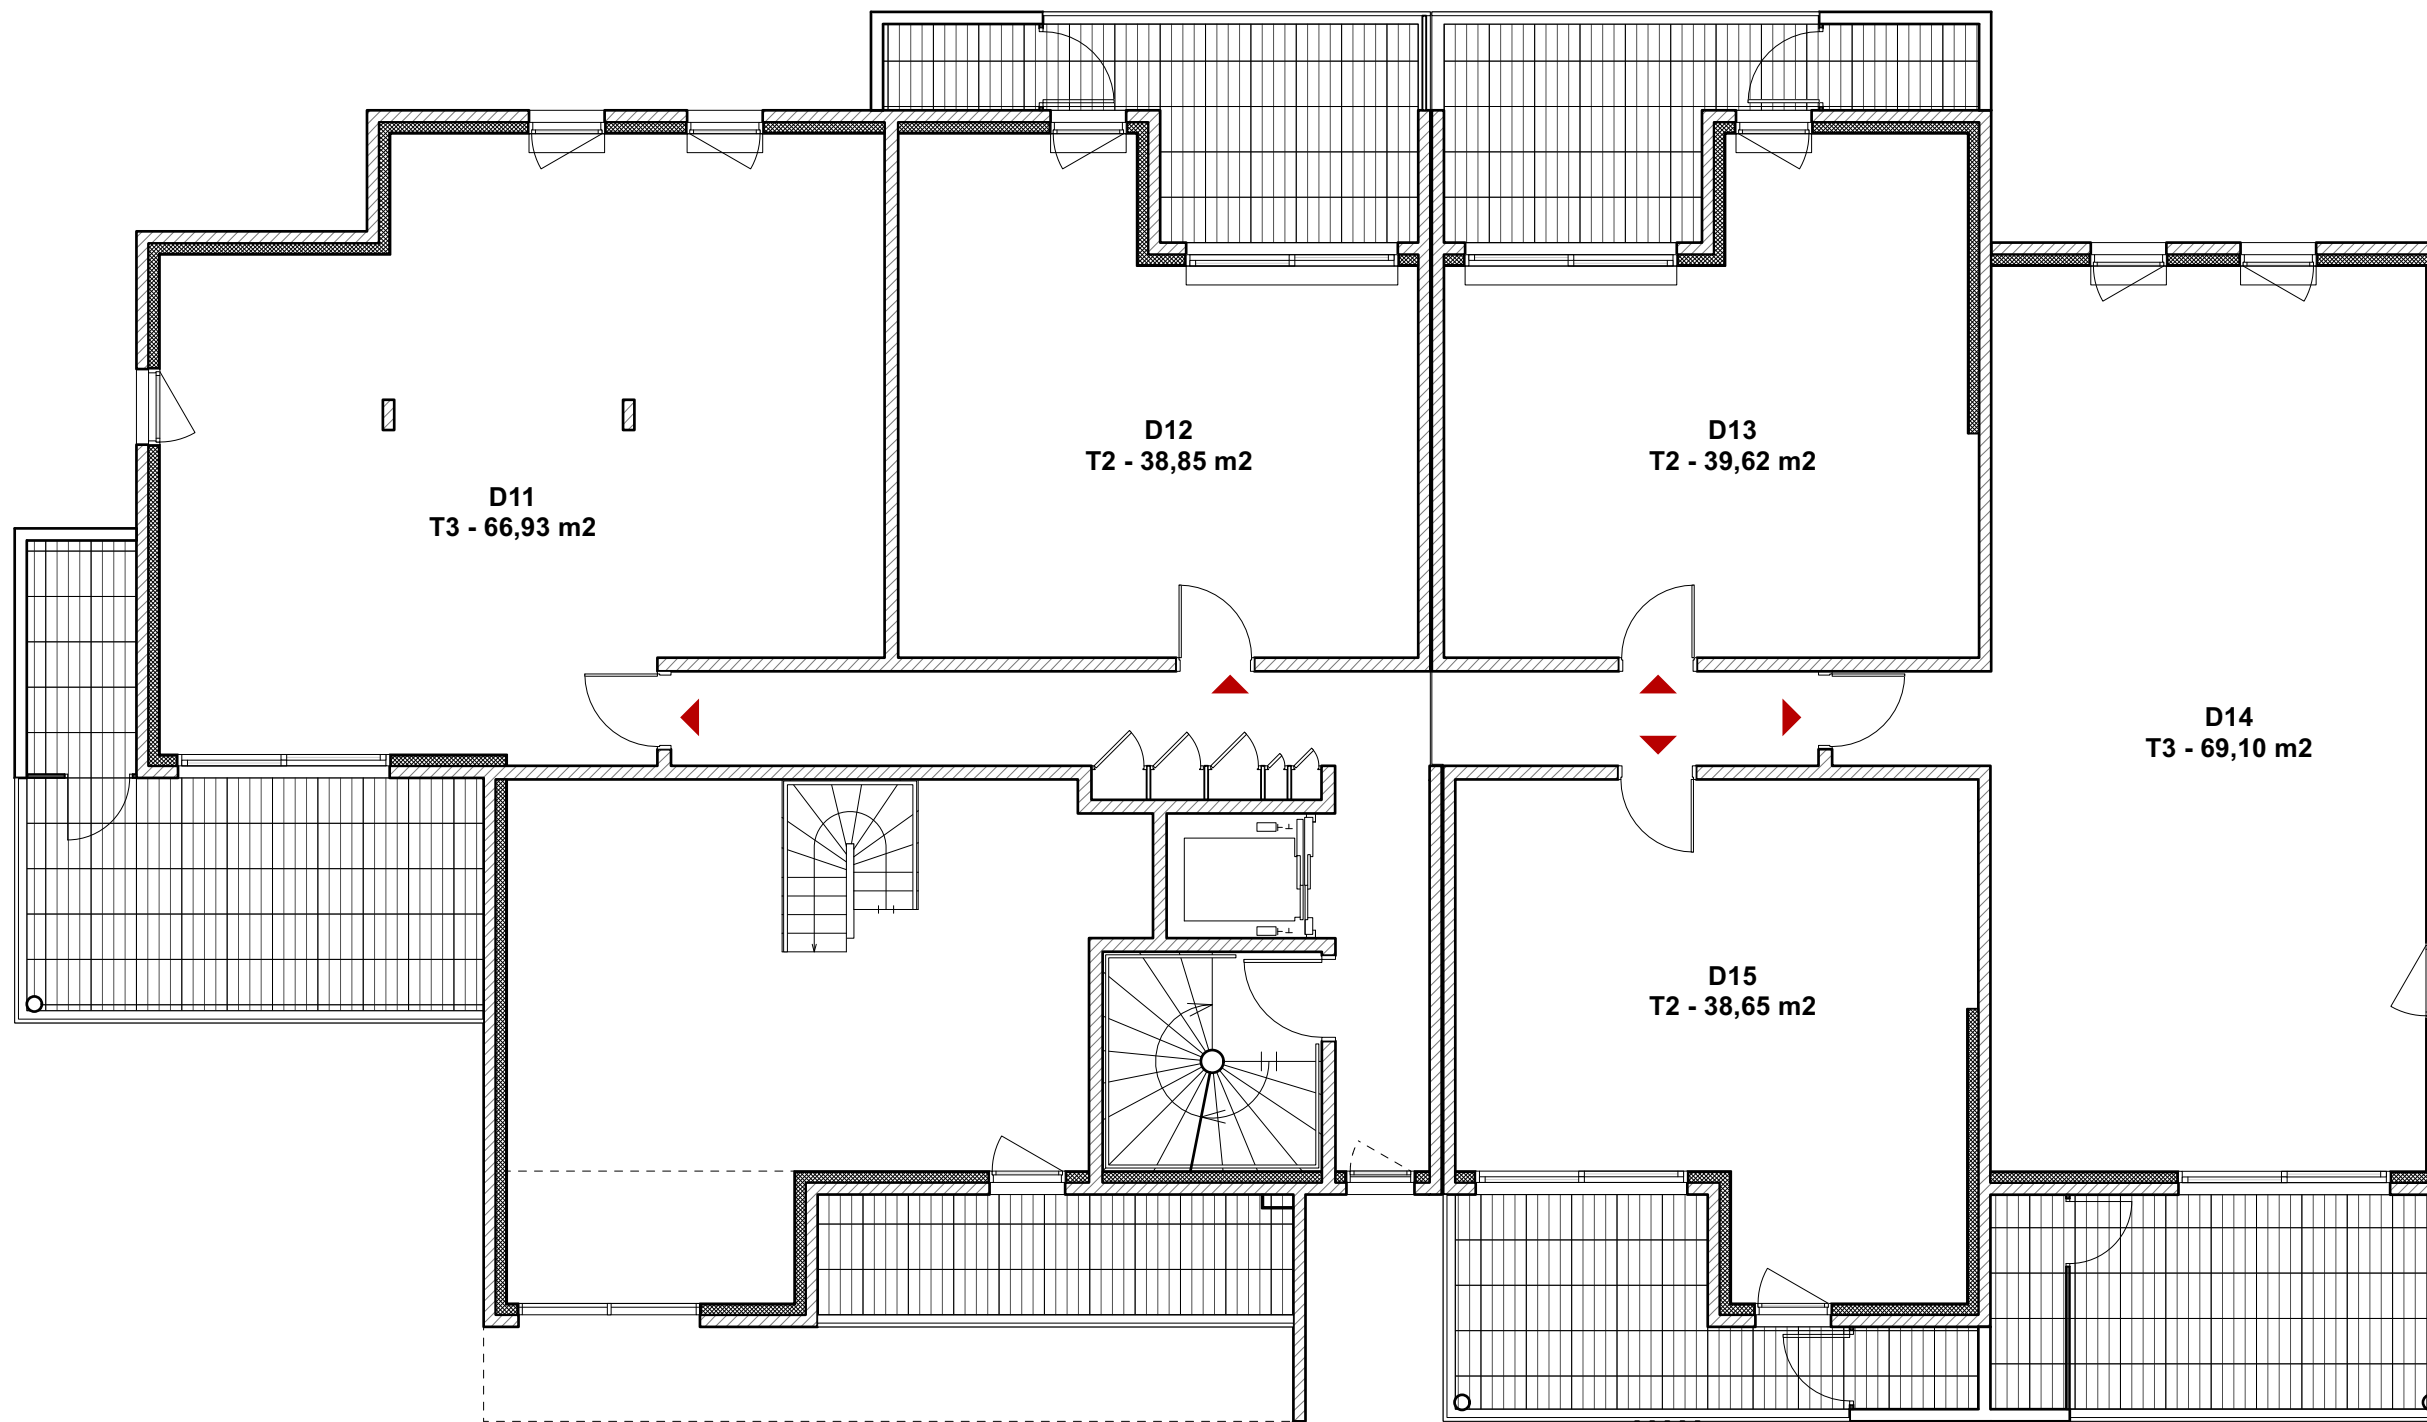 D12
T2 - 38,85 m2
D13
T2 - 39,62 m2
D11
T3 - 66,93 m2
D14
T3 - 69,10 m2
D15
T2 - 38,65 m2